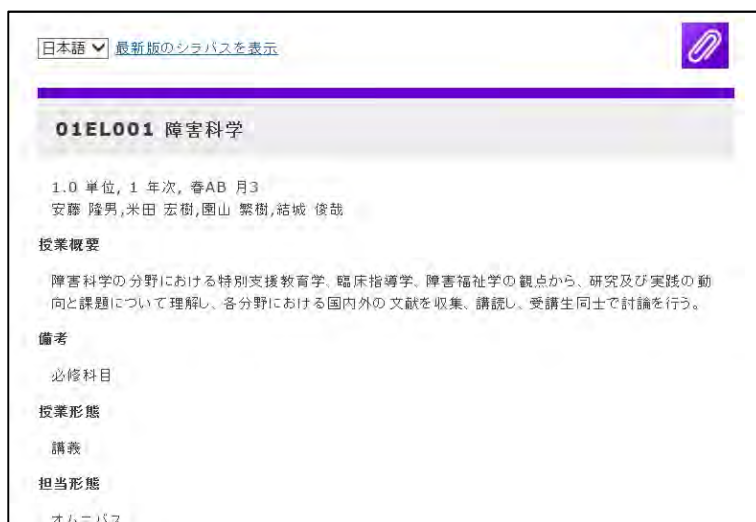 日本語 最新版のシラバスを表示
01EL001 障害科学
1.0 単位, 1 年次, 春AB 月3
安藤 隆男,米田 宏樹,園山 繁樹,結城 俊哉
授業概要
障害科学の分野における特別支援教育学、臨床指導学、障害福祉学の観点から、研究及び実践の動
向と課題について理解し、各分野における国内外の文献を収集、講読し、受講生同士で討論を行う。
備考
必修科目
授業形態
講義
担当形態
オムニバス